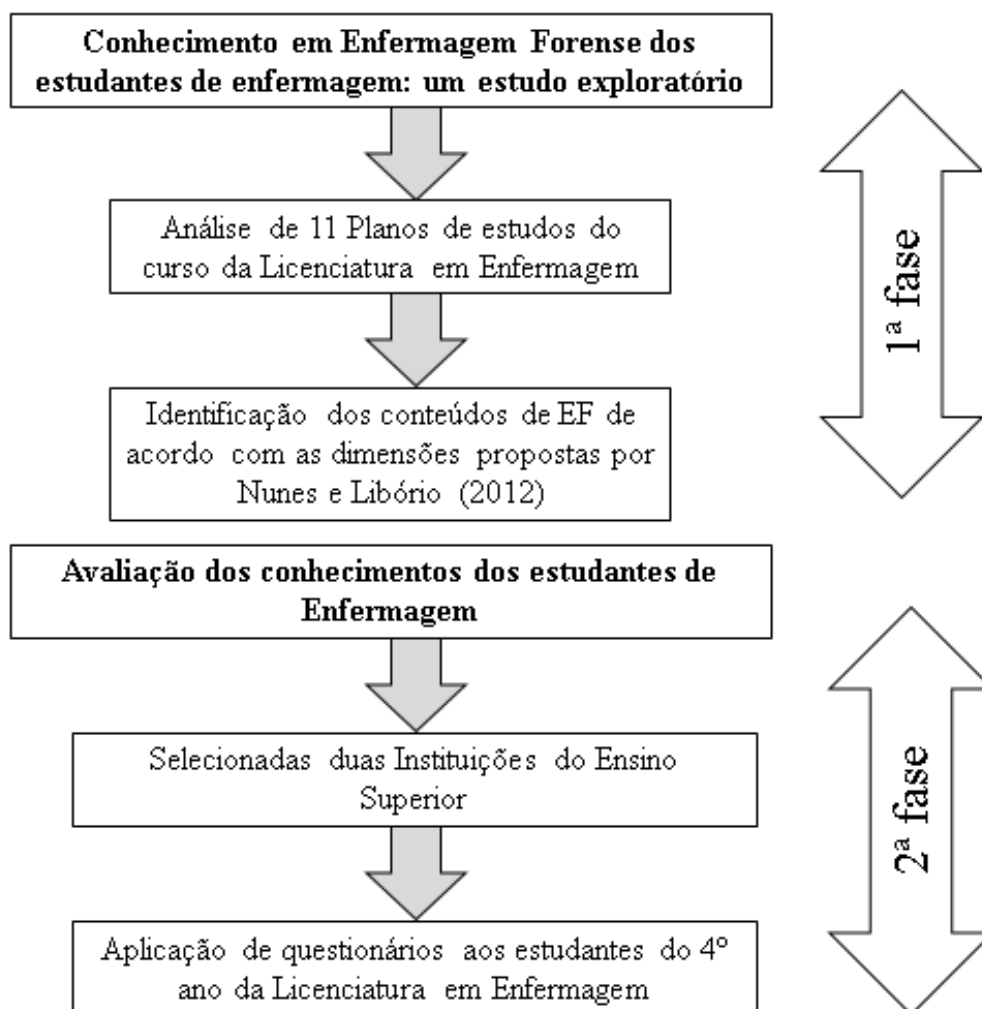 Conhecimento em Enfermagem Forense dos
estudantes de enfermagem: um estudo exploratório
Análise de 11 Planos de estudos do
curso da Licenciatura em Enfermagem
Identificação dos conteúdos de EF de
acordo com as dimensões propostas por
Nunes e Libório (2012)
1ª fase
Avaliação dos conhecimentos dos estudantes de
Enfermagem
Selecionadas duas Instituições do Ensino
Superior
Aplicação de questionários aos estudantes do 4º
ano da Licenciatura em Enfermagem
2ª fase